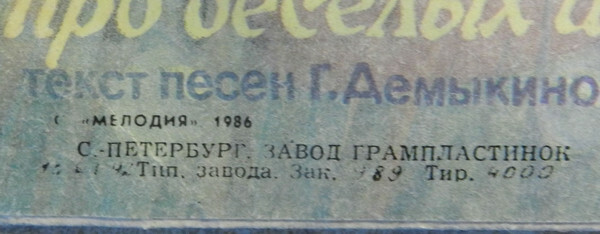 про веселых
текст песен Г. Демыкино
«МЕЛОДИЯ» 1986
С.-ПЕТЕРБУРГ. ЗАВОД ГРАМПЛАСТИНОК
Тип. завода. Зак. 989 Тир. 4000